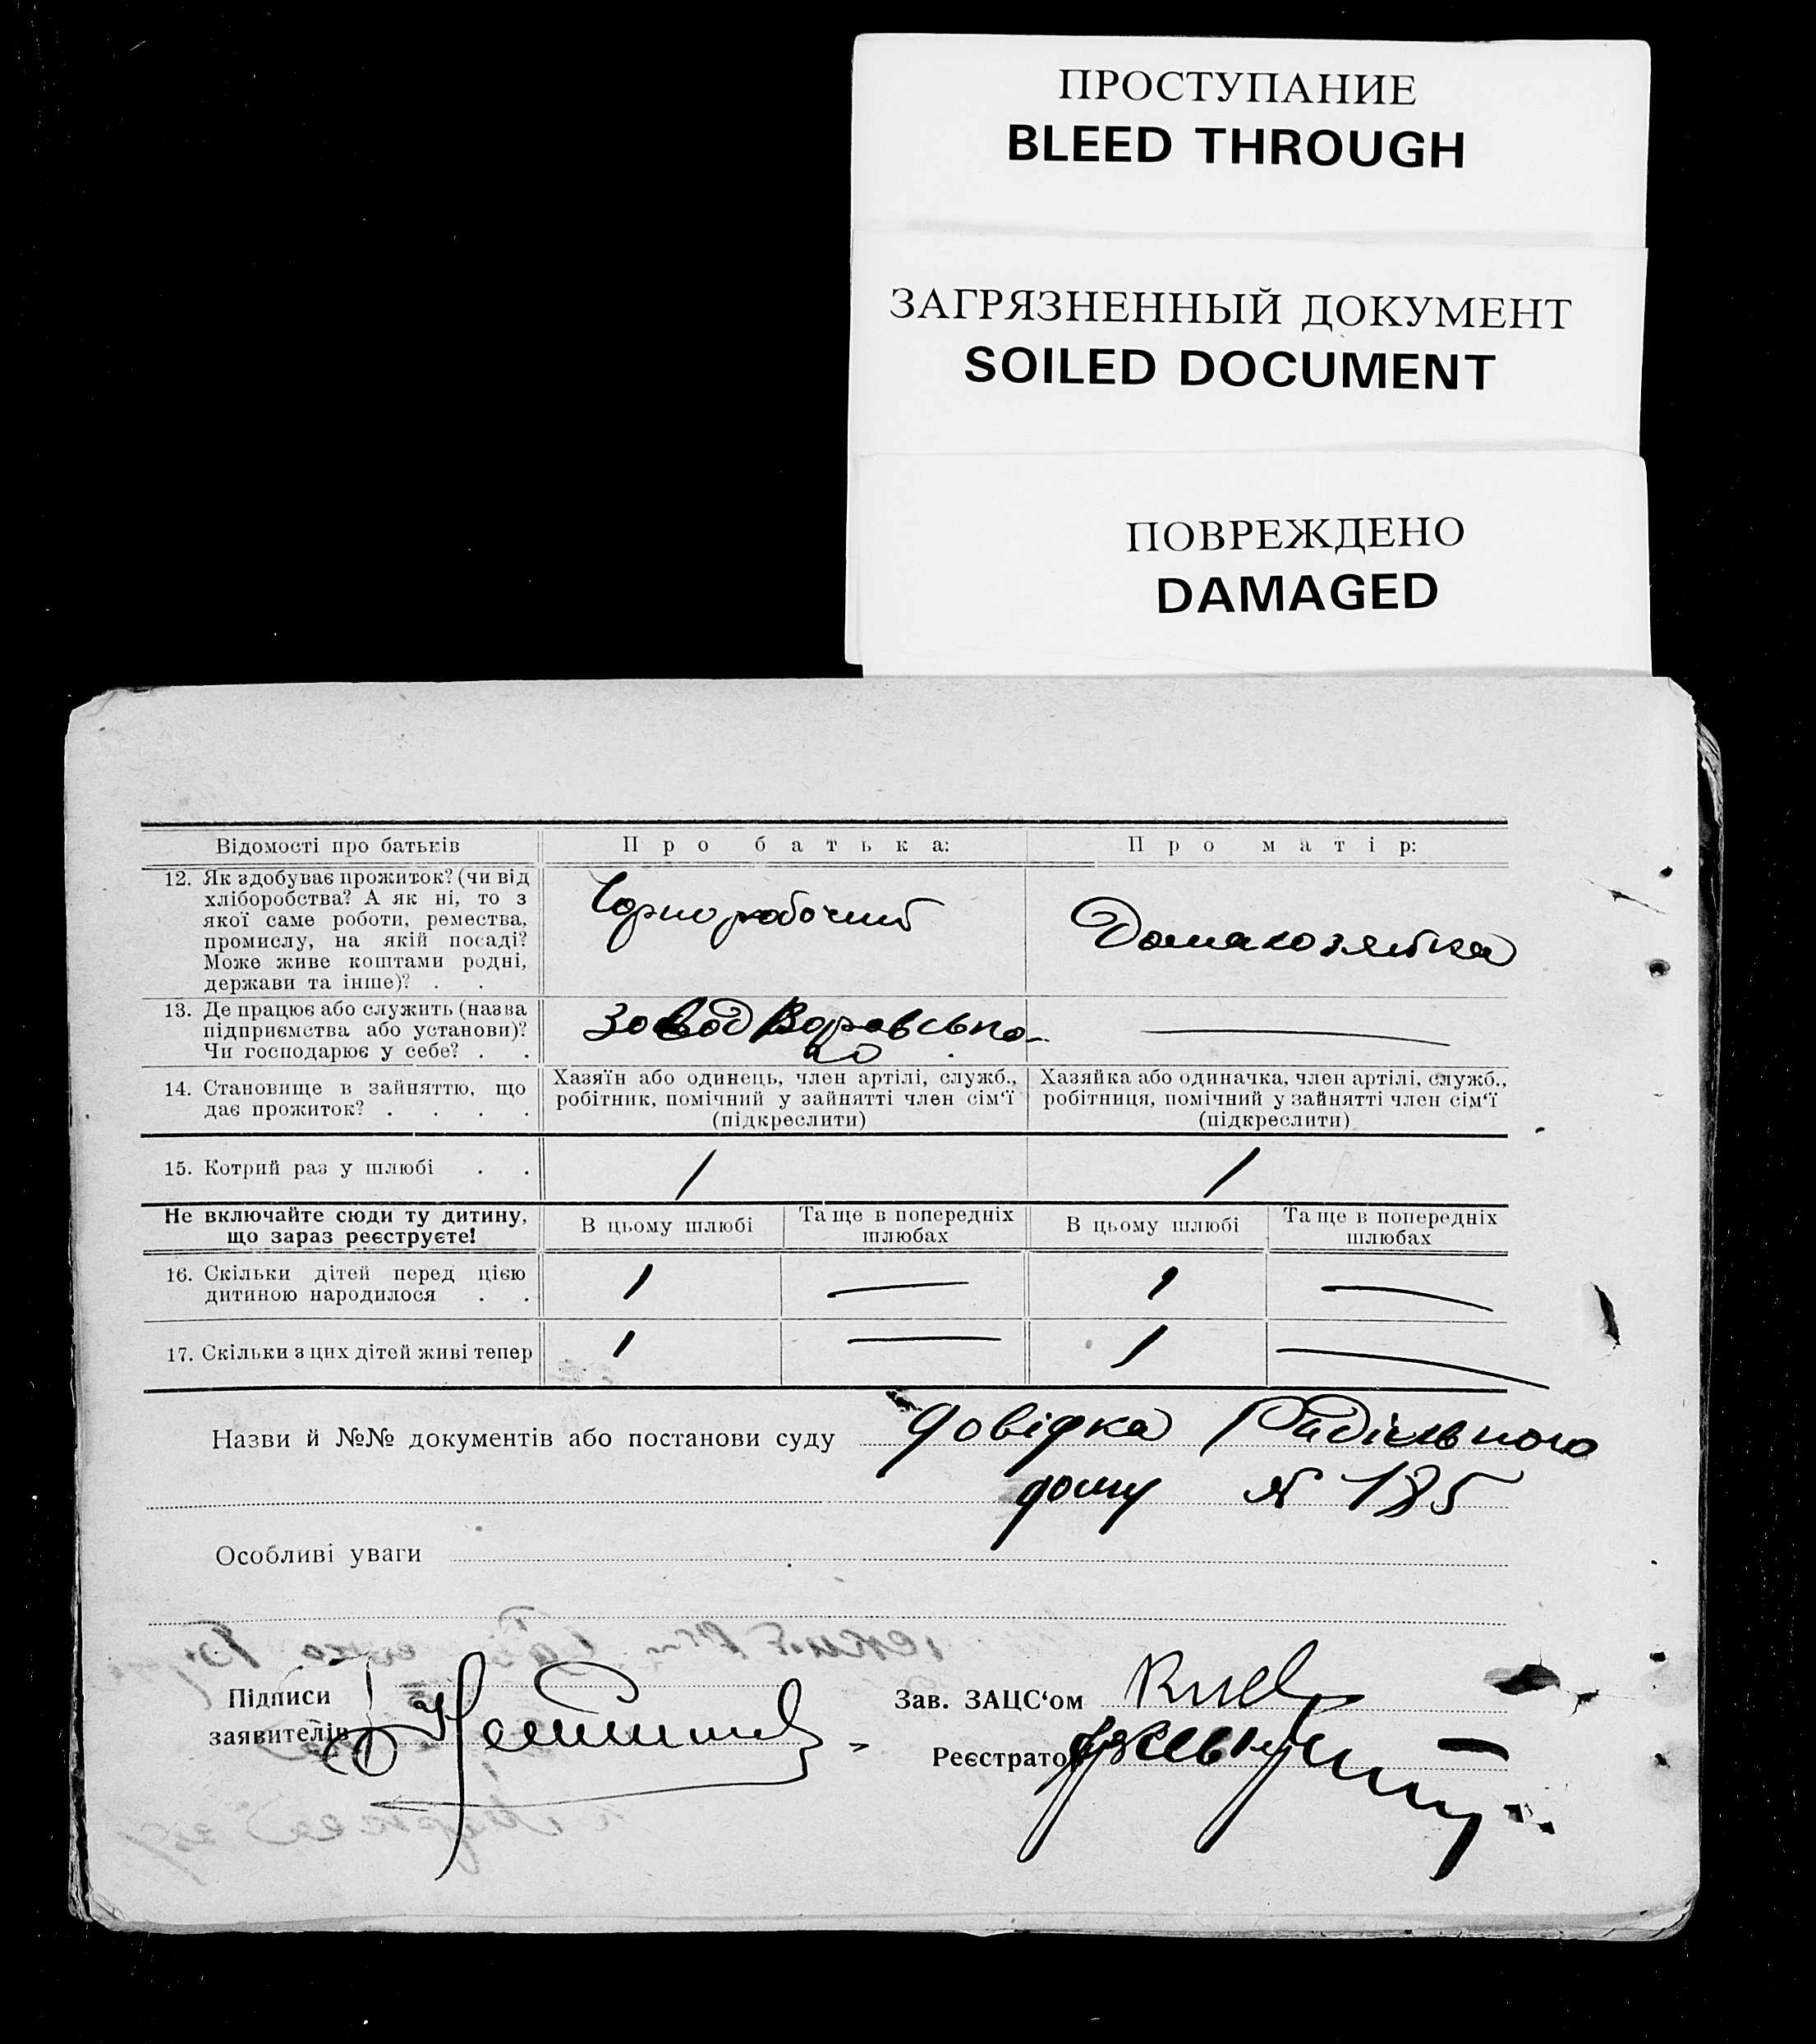 ПРОСТУПАНИЕ
BLEED THROUGH
ЗАГРЯЗНЕННЫЙ ДОКУМЕНТ
SOILED DOCUMENT
ПОВРЕЖДЕНО
DAMAGED
Відомості про батьків
Про батька:
Про матір:
12. Як здобуває прожиток? (чи від
хліборобства? А як ні, то з
якої саме роботи, ремества,
промислу, на якій посаді?
Може живе коштами родні,
держави та інше)? . .
Чорнорабочий
Домахозяйка
13. Де працює або служить (назва
підприємства або установи)?
Чи господарює у себе? . .
Завод Воровсько-
го
14. Становище в зайняттю, що
дає прожиток? . . . .
Хазяїн або одинець, член артілі, служб.,
робітник, помічний у зайнятті член сім‘ї
(підкреслити)
Хазяйка або одиначка, член артілі, служб.,
робітниця, помічний у зайнятті член сім‘ї
(підкреслити)
15. Котрий раз у шлюбі . .
1
1
Не включайте сюди ту дитину,
що зараз реєструєте!
В цьому шлюбі
Та ще в попередніх
шлюбах
В цьому шлюбі
Та ще в попередніх
шлюбах
16. Скільки дітей перед цією
дитиною народилося . .
1 — 1 —
17. Скільки з цих дітей живі тепер
1 — 1 —
Назви й №№ документів або постанови суду довідка Радільного
дому № 185
Особливі уваги
Підписи
заявителів
Зав. ЗАЦС‘ом
Реєстратор